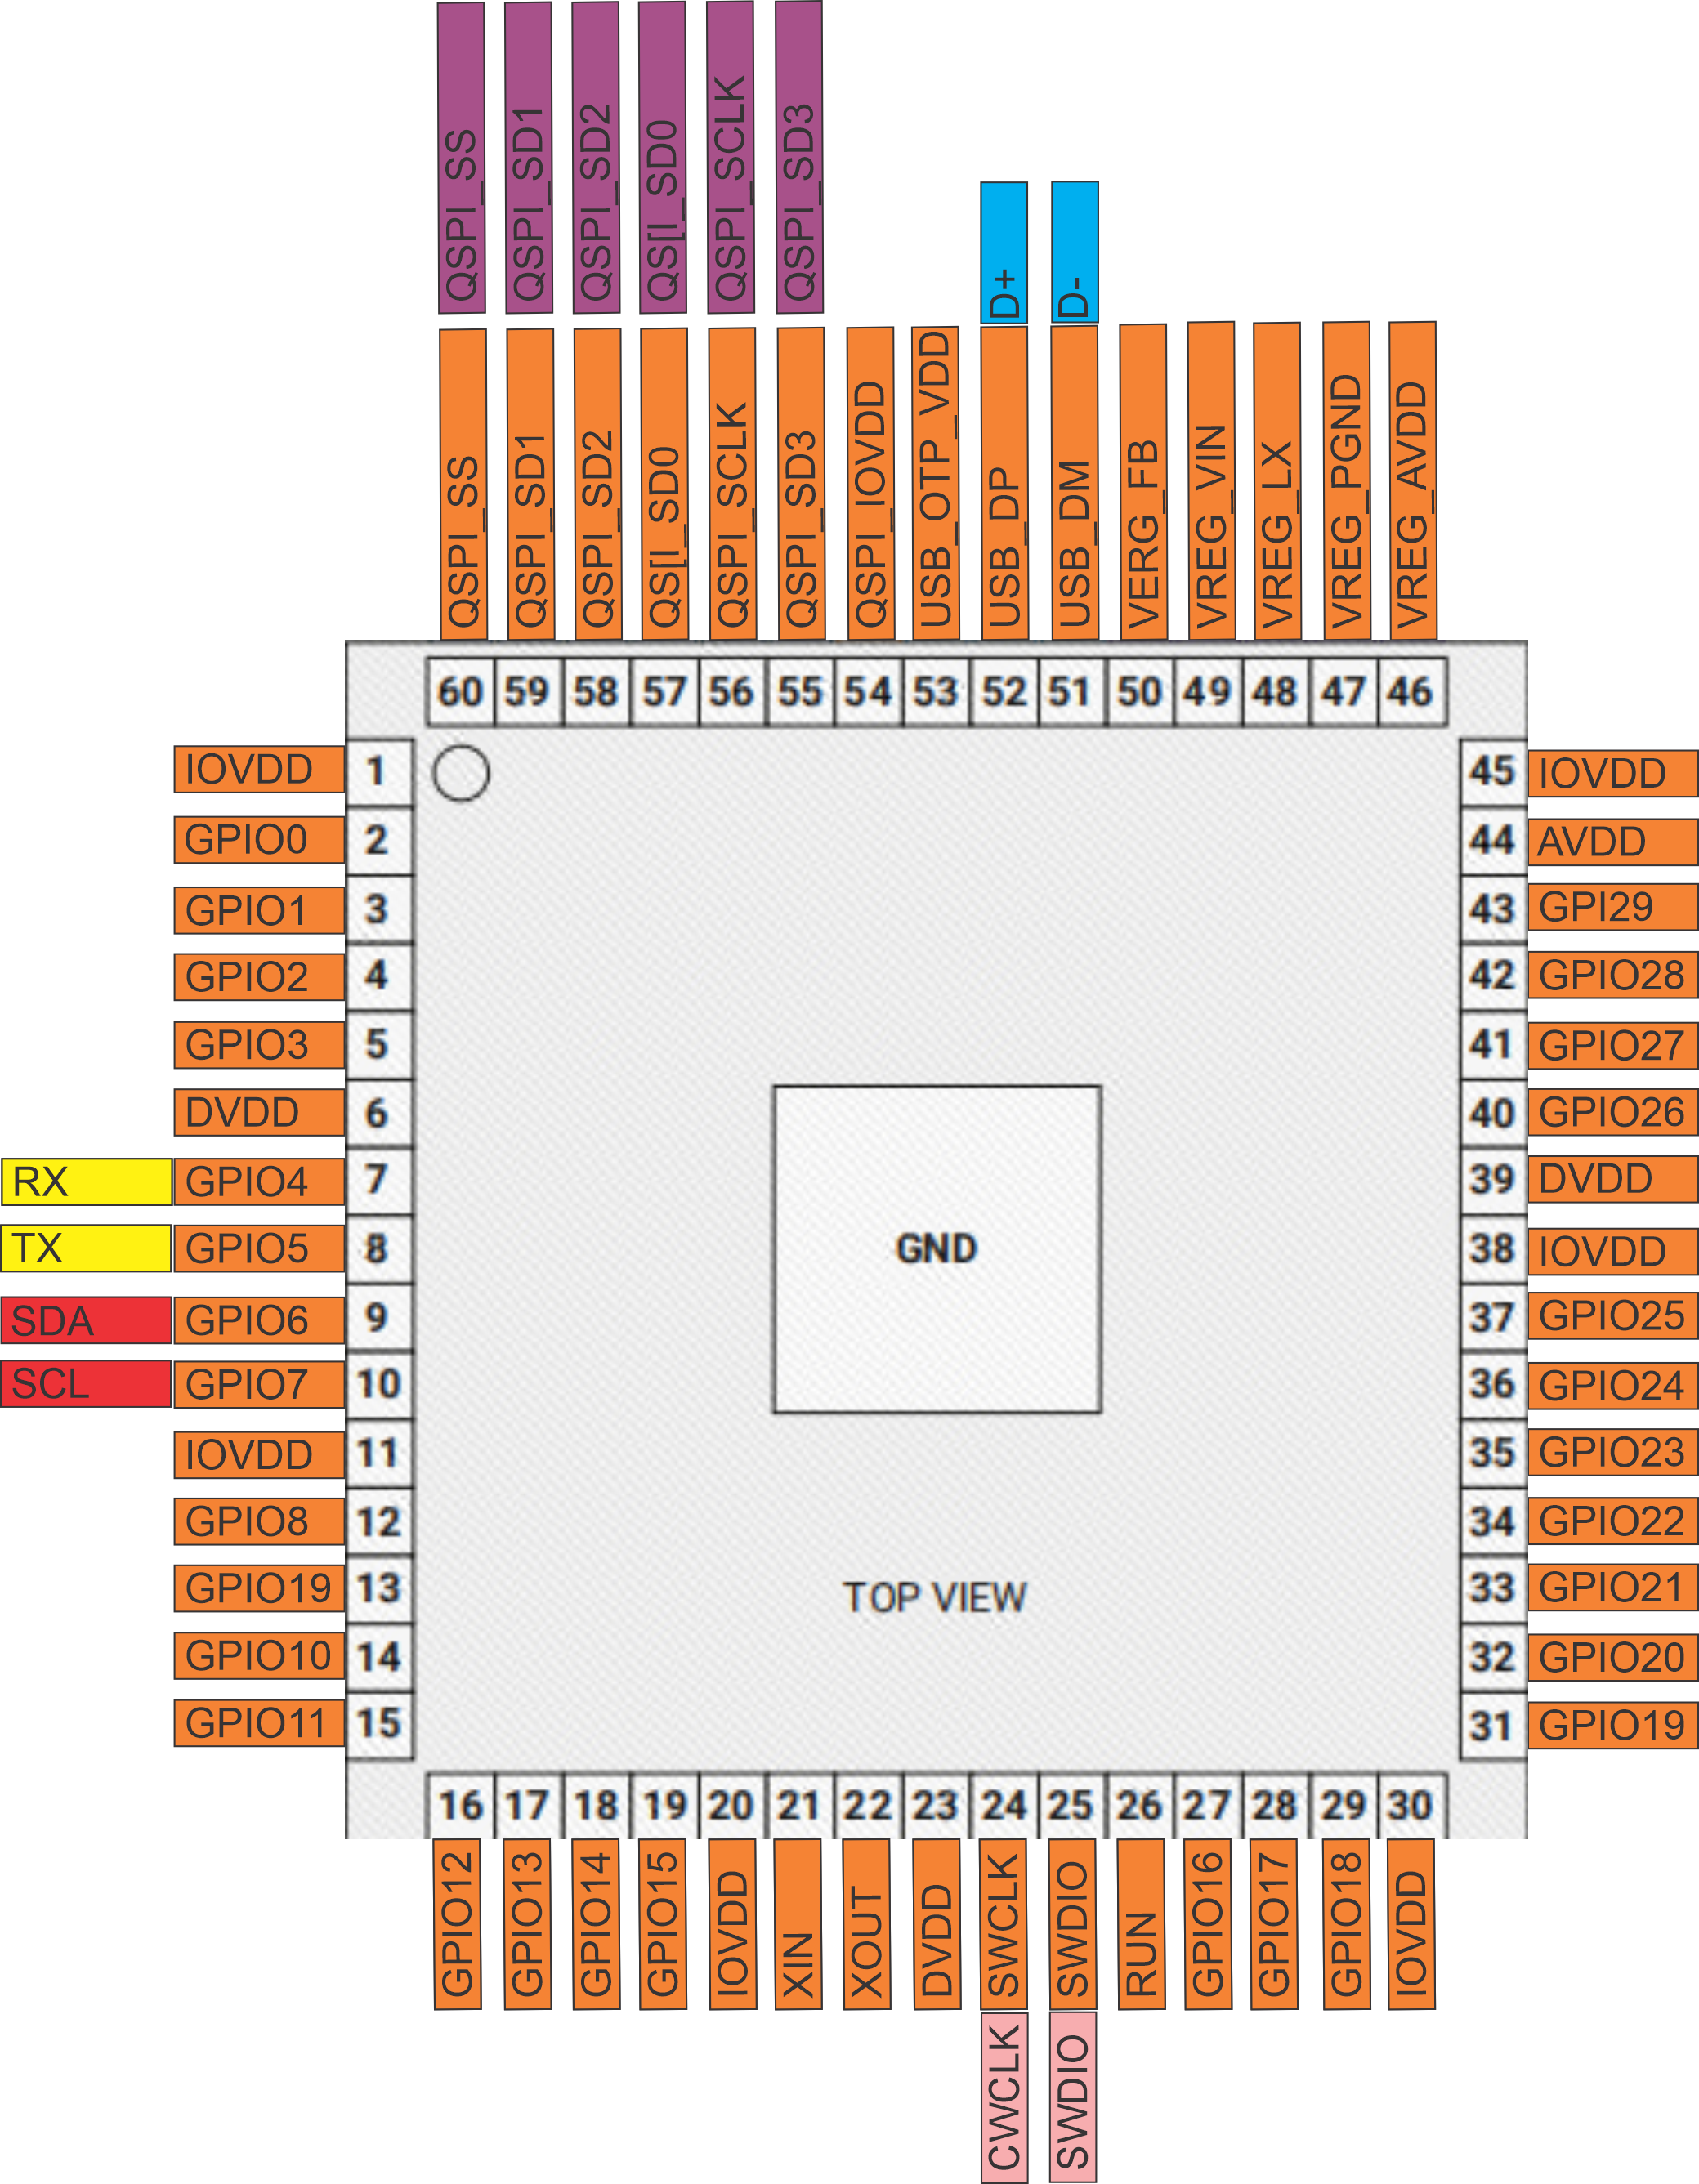 QSPI_SS QSPI_SD1 QSPI_SD2 QS[I_SD0 QSPI_SCLK QSPI_SD3
D+ D-
QSPI_SS QSPI_SD1 QSPI_SD2 QS[I_SD0 QSPI_SCLK QSPI_SD3 QSPI_IOVDD USB_OTP_VDD USB_DP USB_DM VERG_FB VREG_VIN VREG_LX VREG_PGND VREG_AVDD
60 59 58 57 56 55 54 53 52 51 50 49 48 47 46
IOVDD 1 45 IOVDD
GPIO0 2 44 AVDD
GPIO1 3 43 GPI29
GPIO2 4 42 GPIO28
GPIO3 5 41 GPIO27
DVDD 6 40 GPIO26
RX GPIO4 7 39 DVDD
TX GPIO5 8 GND 38 IOVDD
SDA GPIO6 9 37 GPIO25
SCL GPIO7 10 36 GPIO24
IOVDD 11 35 GPIO23
GPIO8 12 34 GPIO22
GPIO19 13 TOP VIEW 33 GPIO21
GPIO10 14 32 GPIO20
GPIO11 15 31 GPIO19
16 17 18 19 20 21 22 23 24 25 26 27 28 29 30
GPIO12 GPIO13 GPIO14 GPIO15 IOVDD XIN XOUT DVDD SWCLK SWDIO RUN GPIO16 GPIO17 GPIO18 IOVDD
CWCLK SWDIO